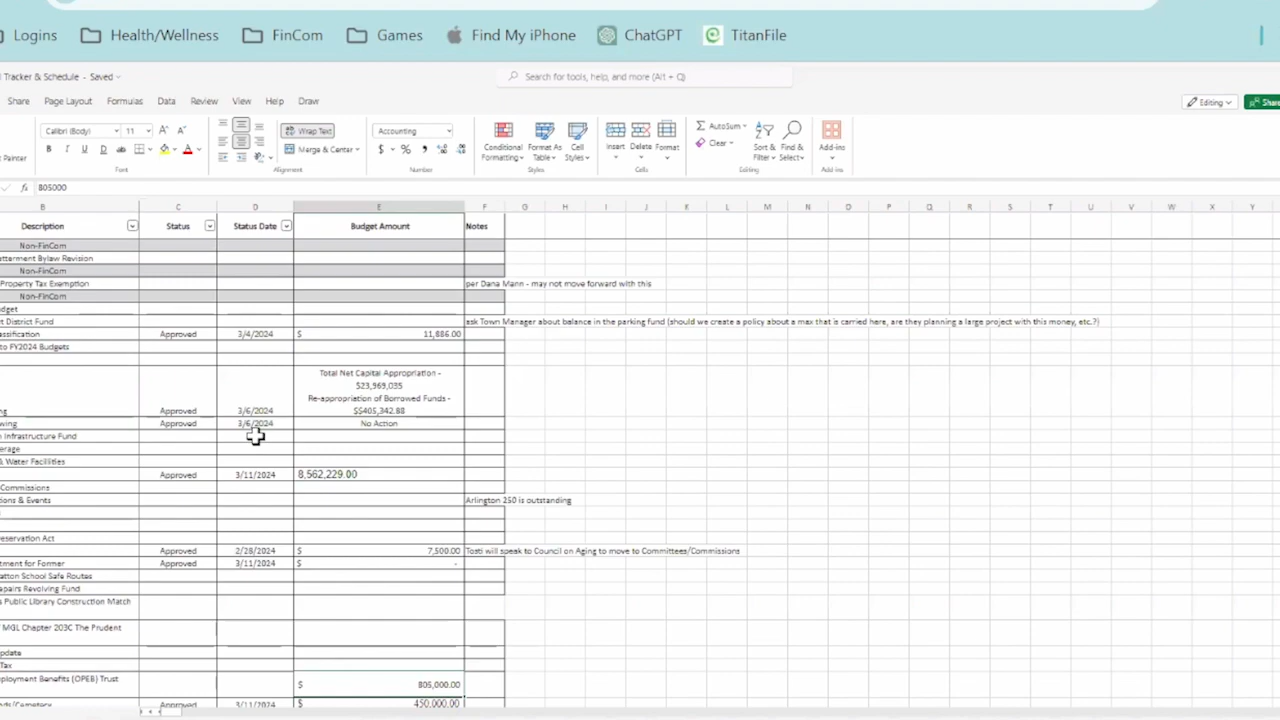 Logins Health/Wellness FinCom Games Find My iPhone ChatGPT TitanFile
Tracker & Schedule - Saved Search for tools, help, and more (Alt + Q)
Share Page Layout Formulas Data Review View Help Draw Editing Share
Painter Calibri (Body) 11 Wrap Text Merge & Center Accounting Conditional Formatting Format As Table Cell Styles Insert Delete Format AutoSum Clear Sort & Filter Find & Select Add-ins
Font Alignment Number Styles Cells Editing Add ins
fx 805000
B C D E F G H I J K L M N O P Q R S T U V W X Y
Description Status Status Date Budget Amount Notes
Non-FinCom
Bylaw Revision
Non-FinCom
Property Tax Exemption per Dana Mann - may not move forward with this
Non-FinCom
District Fund ask Town Manager about balance in the parking fund (should we create a policy about a max that is carried here, are they planning a large project with this money, etc.?)
Approved 3/4/2024 $ 11,886.00
to FY2024 Budgets
Total Net Capital Appropriation -
$23,969,035
Re-appropriation of Borrowed Funds -
Approved 3/6/2024 $$405,342.88
Approved 3/6/2024 No Action
Infrastructure Fund
& Water Facilities
Approved 3/11/2024 8,562,229.00
Commissions
& Events Arlington 250 is outstanding
Act
Approved 2/28/2024 $ 7,500.00 Tosti will speak to Council on Aging to move to Committees/Commissions
for Former Approved 3/11/2024 $ -
School Safe Routes
Revolving Fund
Public Library Construction Match
MGL Chapter 203C The Prudent
Tax
Benefits (OPEB) Trust
$ 805,000.00
Approved 3/11/2024 $ 450,000.00